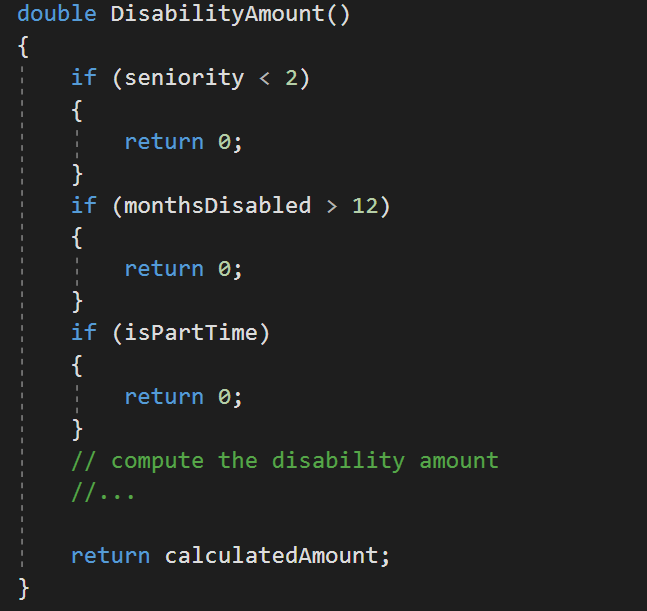 double DisabilityAmount()
{
    if (seniority < 2)
    {
        return 0;
    }
    if (monthsDisabled > 12)
    {
        return 0;
    }
    if (isPartTime)
    {
        return 0;
    }
    // compute the disability amount
    //...

    return calculatedAmount;
}